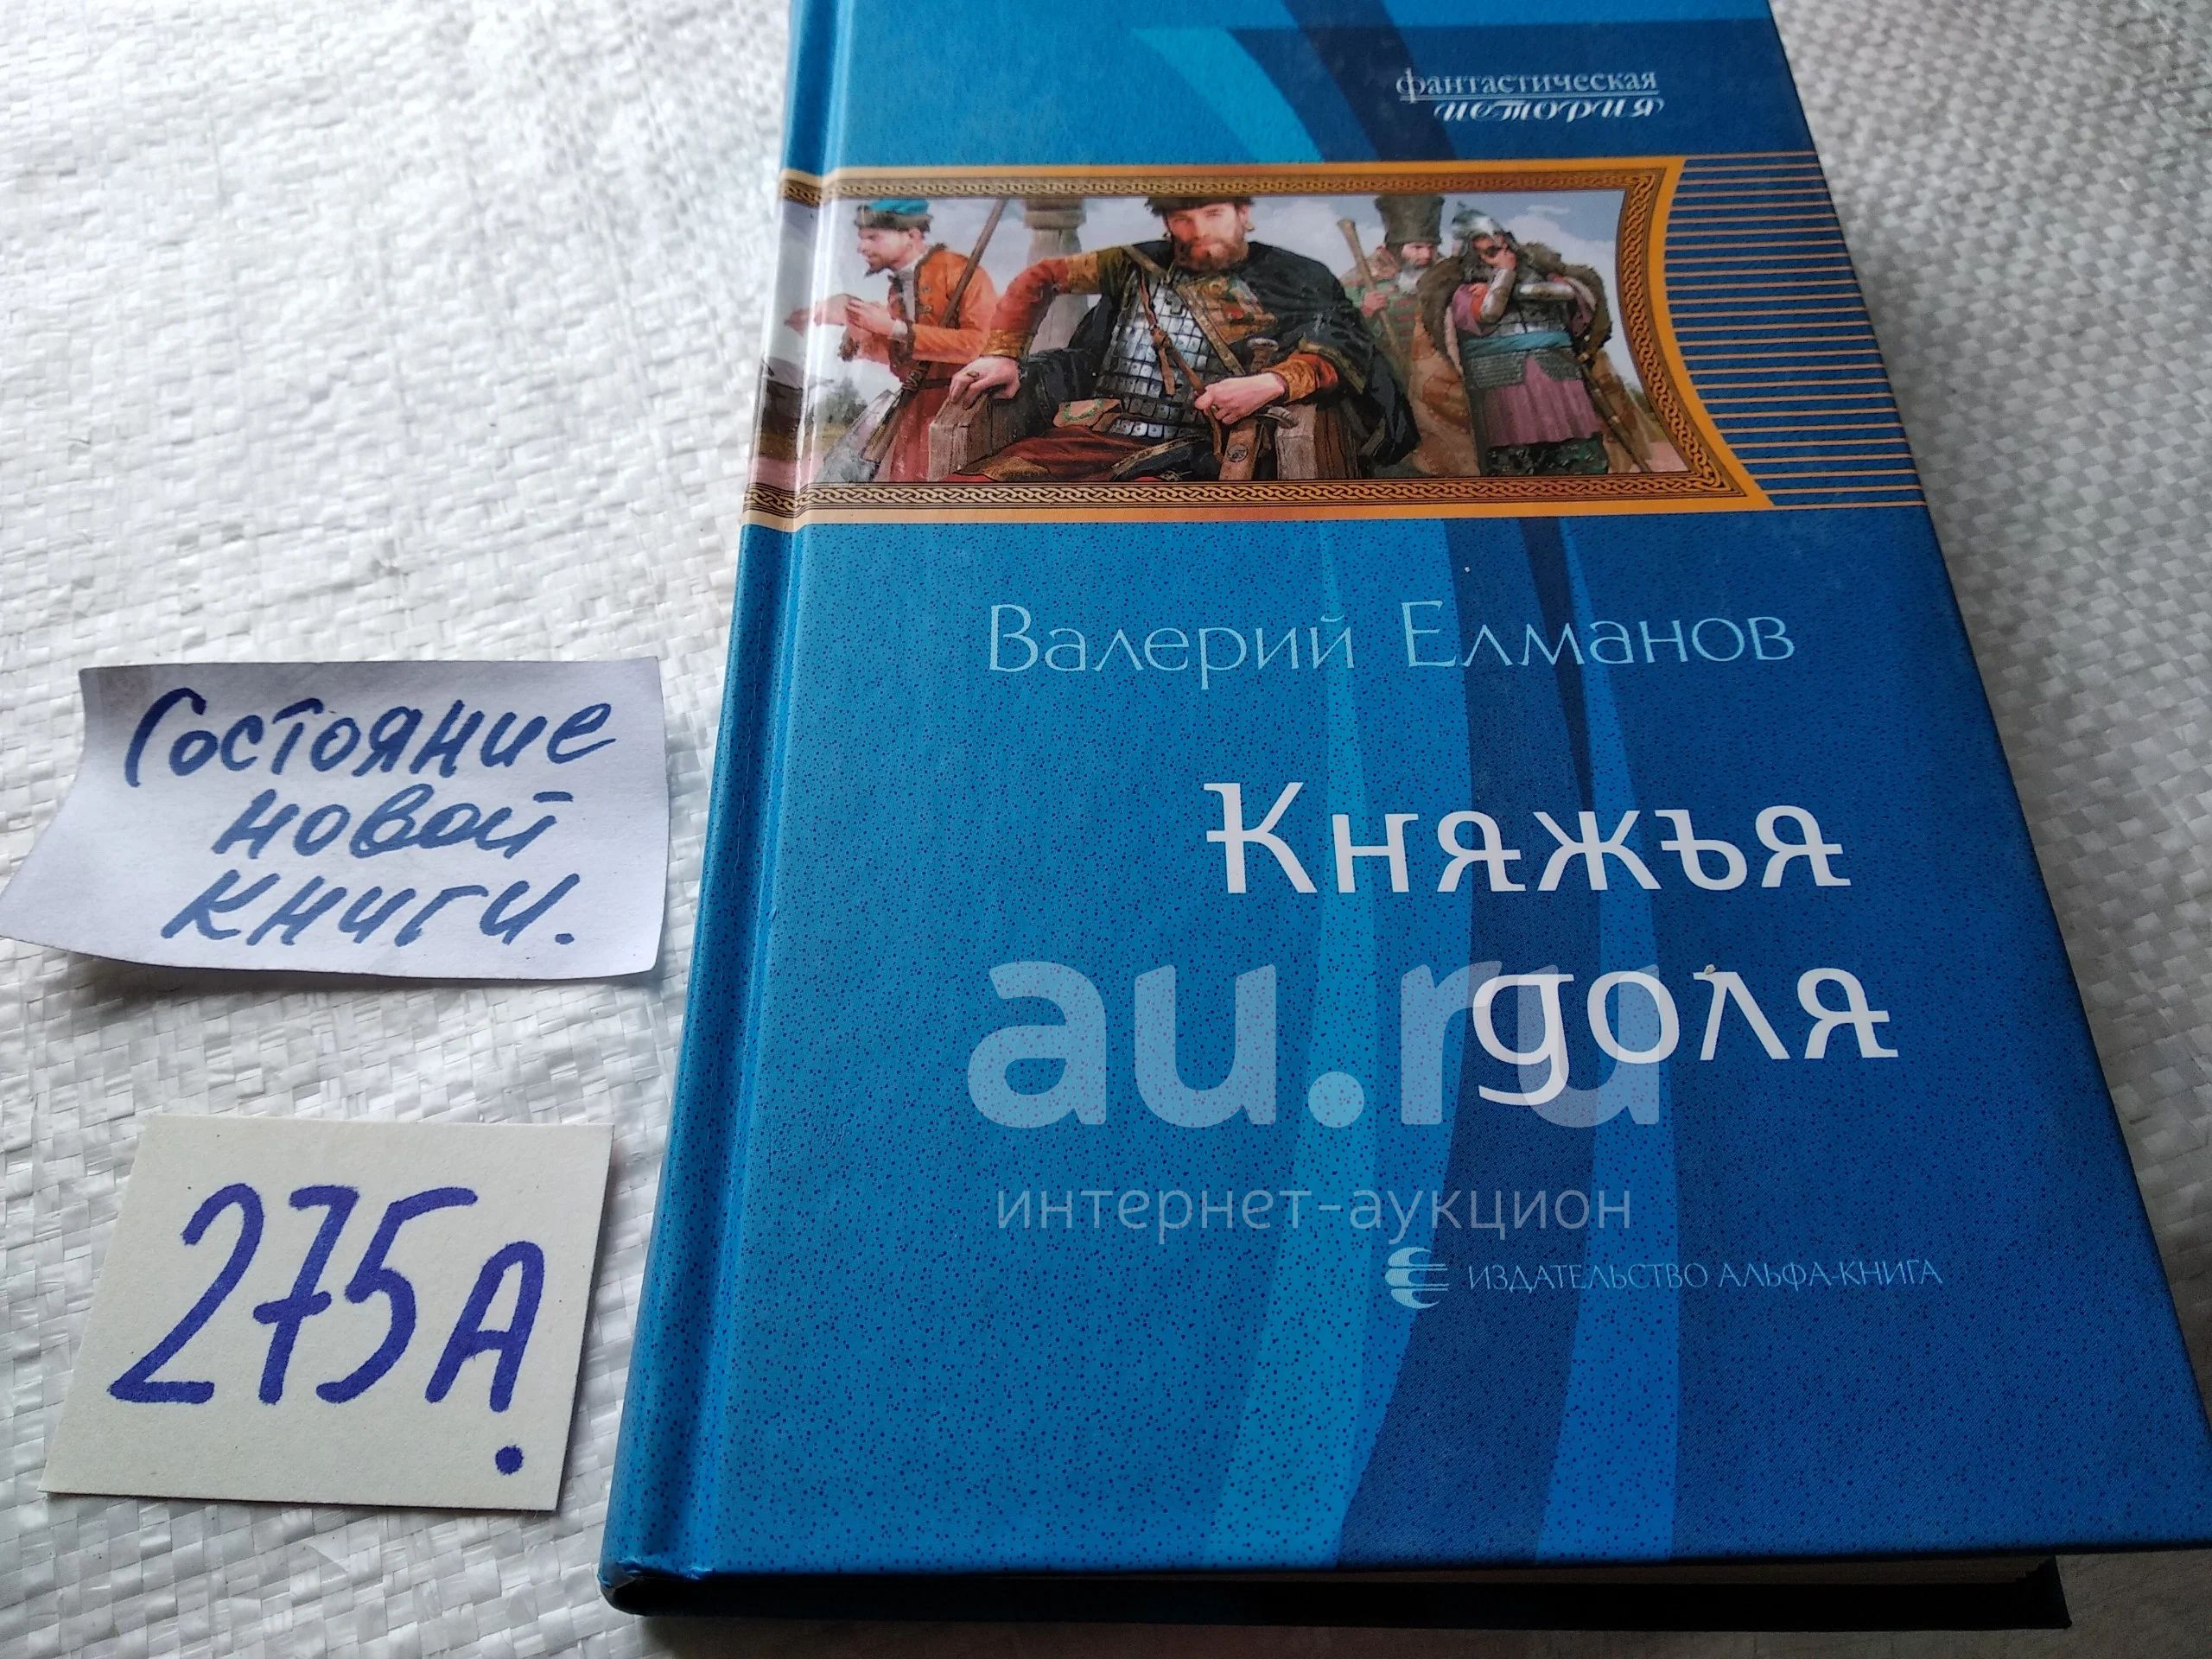 фантастическая
история
Валерий Елманов
Княжья
доля
au.ru
интернет-аукцион
ИЗДАТЕЛЬСТВО АЛЬФА-КНИГА
Состояние
новой
книги.
275А.